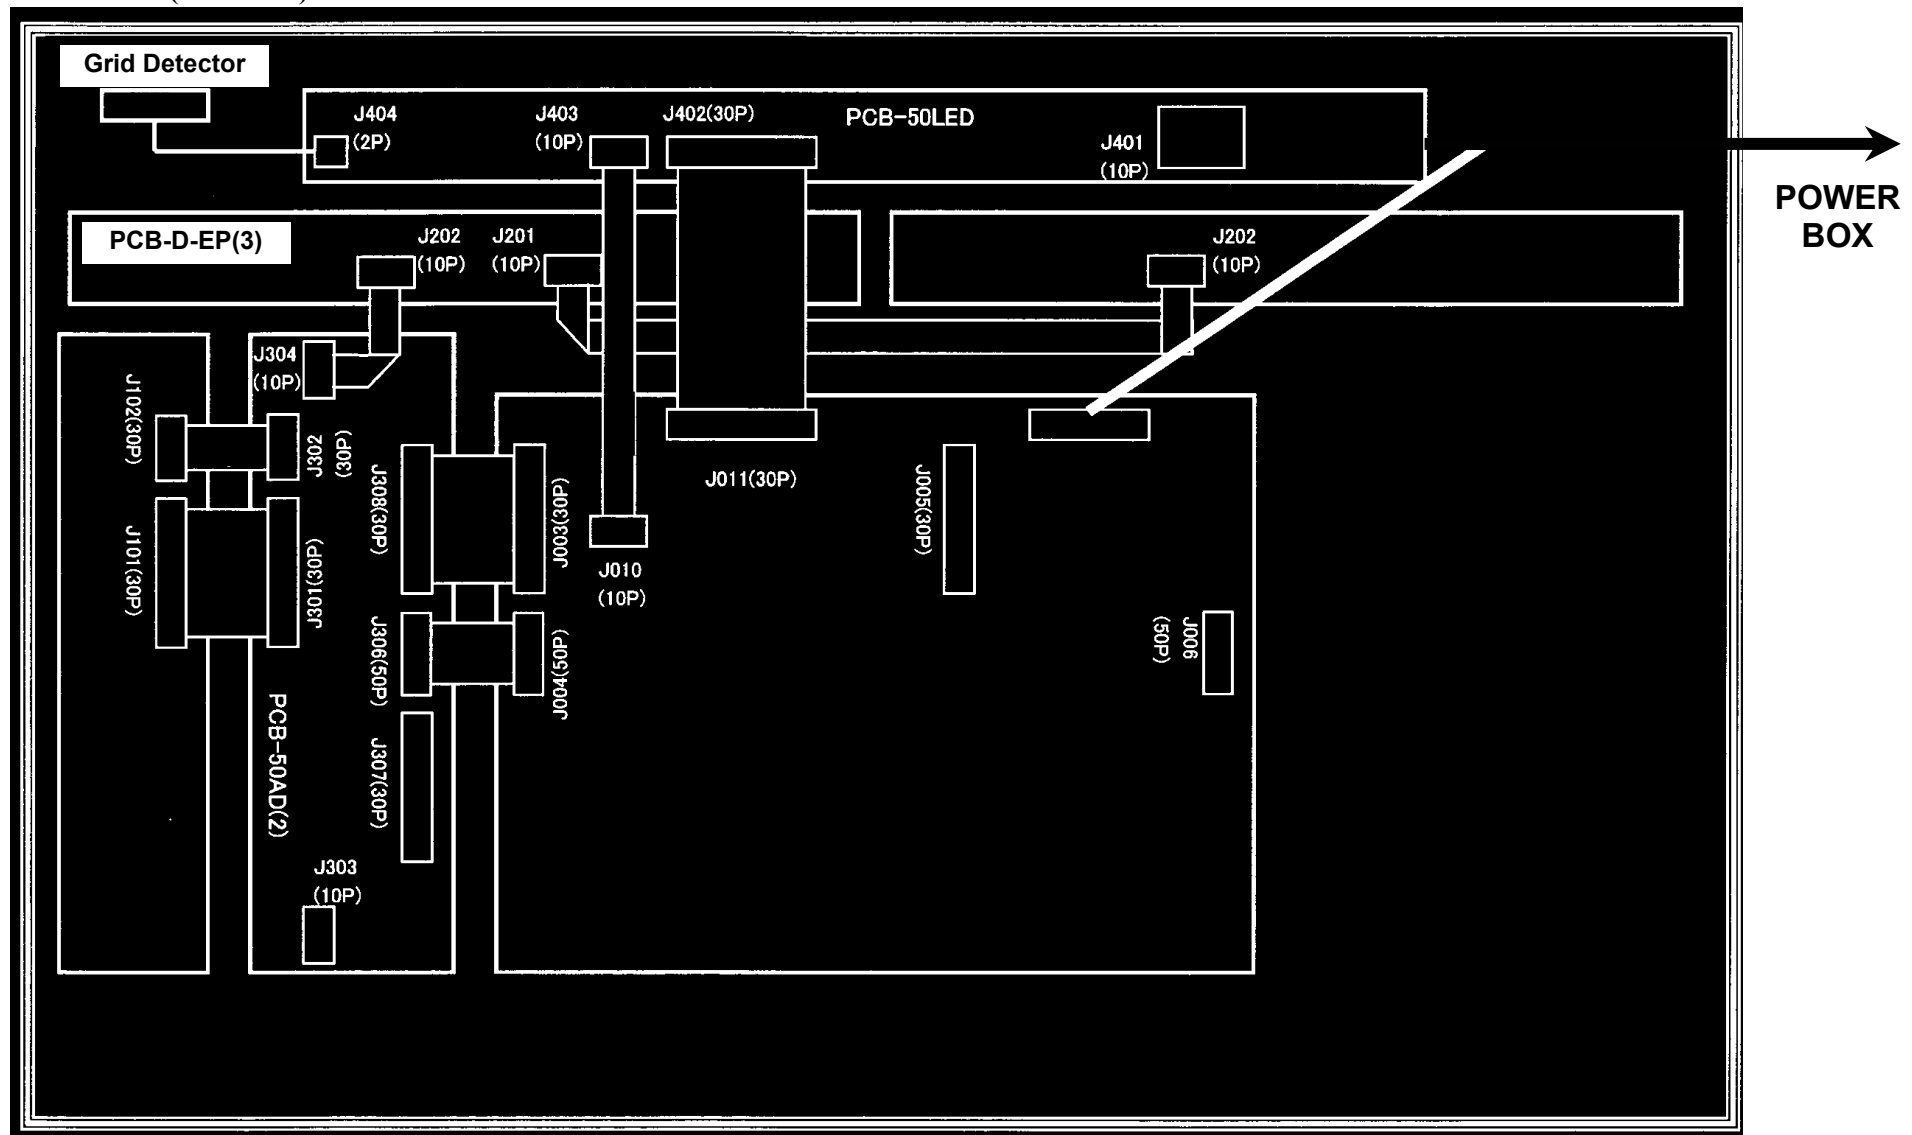 Grid Detector
J404
(2P)
J403
(10P)
J402(30P)
PCB-50LED
J401
(10P)
POWER
BOX
PCB-D-EP(3)
J202
(10P)
J201
(10P)
J202
(10P)
J304
(10P)
J102(30P)
J302
(30P)
J308(30P)
J003(30P)
J011(30P)
J005(30P)
J101(30P)
J301(30P)
J010
(10P)
J306(50P)
J004(50P)
J006
(50P)
PCB-50AD(2)
J307(30P)
J303
(10P)